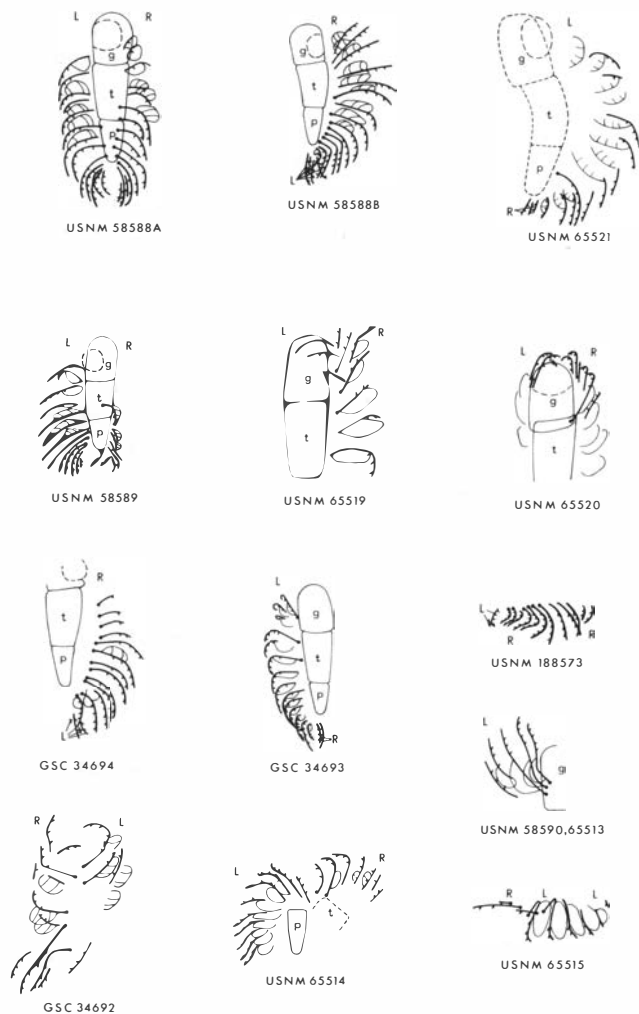 L R
g
t
p
USNM 58588A
R
g
t
p
L
USNM 58588B
L R
g
t
p
R
USNM 65521
L R
g
t
p
USNM 58589
L R
g
t
USNM 65519
L R
g
t
USNM 65520
R
t
p
L
GSC 34694
L
g
t
p
R
GSC 34693
L
R R
USNM 188573
L
g
USNM 58590,65513
R L
GSC 34692
L R
t
p
USNM 65514
R L L
USNM 65515